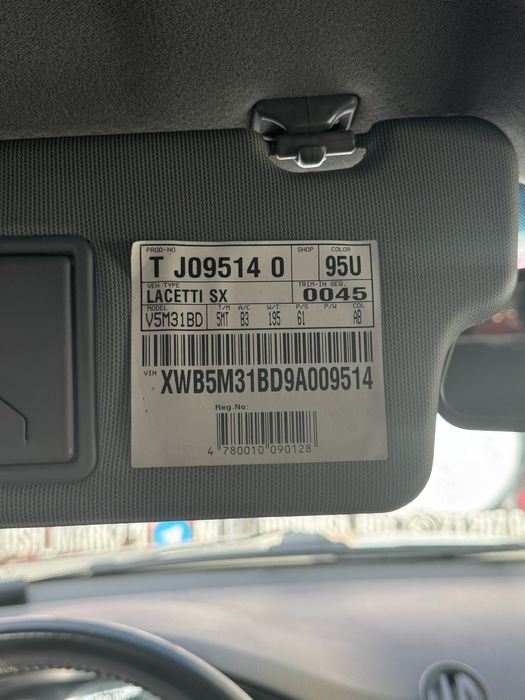 PROD-NO SHOP COLOR
T J09514 0 95U
VEH TYPE TRIM-IN SEQ.
LACETTI SX 0045
MODEL T/M A/C W/T P/S P/W COL
V5M31BD 5MT B3 195 61 AB
VIN XWB5M31BD9A009514
Reg.No:
4 780010 090128